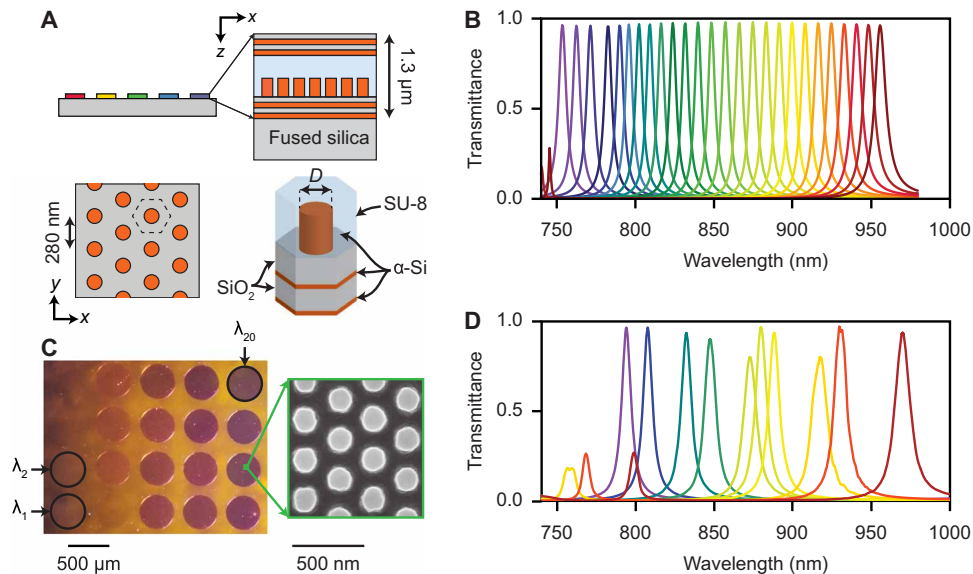 A
x
z
1.3 μm
Fused silica
280 nm
y
x
D
SU-8
α-Si
SiO2
B
Transmittance
1.0
0.5
0.0
750
800
850
900
950
1000
Wavelength (nm)
C
λ20
λ2
λ1
500 μm
500 nm
D
Transmittance
1.0
0.5
0.0
750
800
850
900
950
1000
Wavelength (nm)